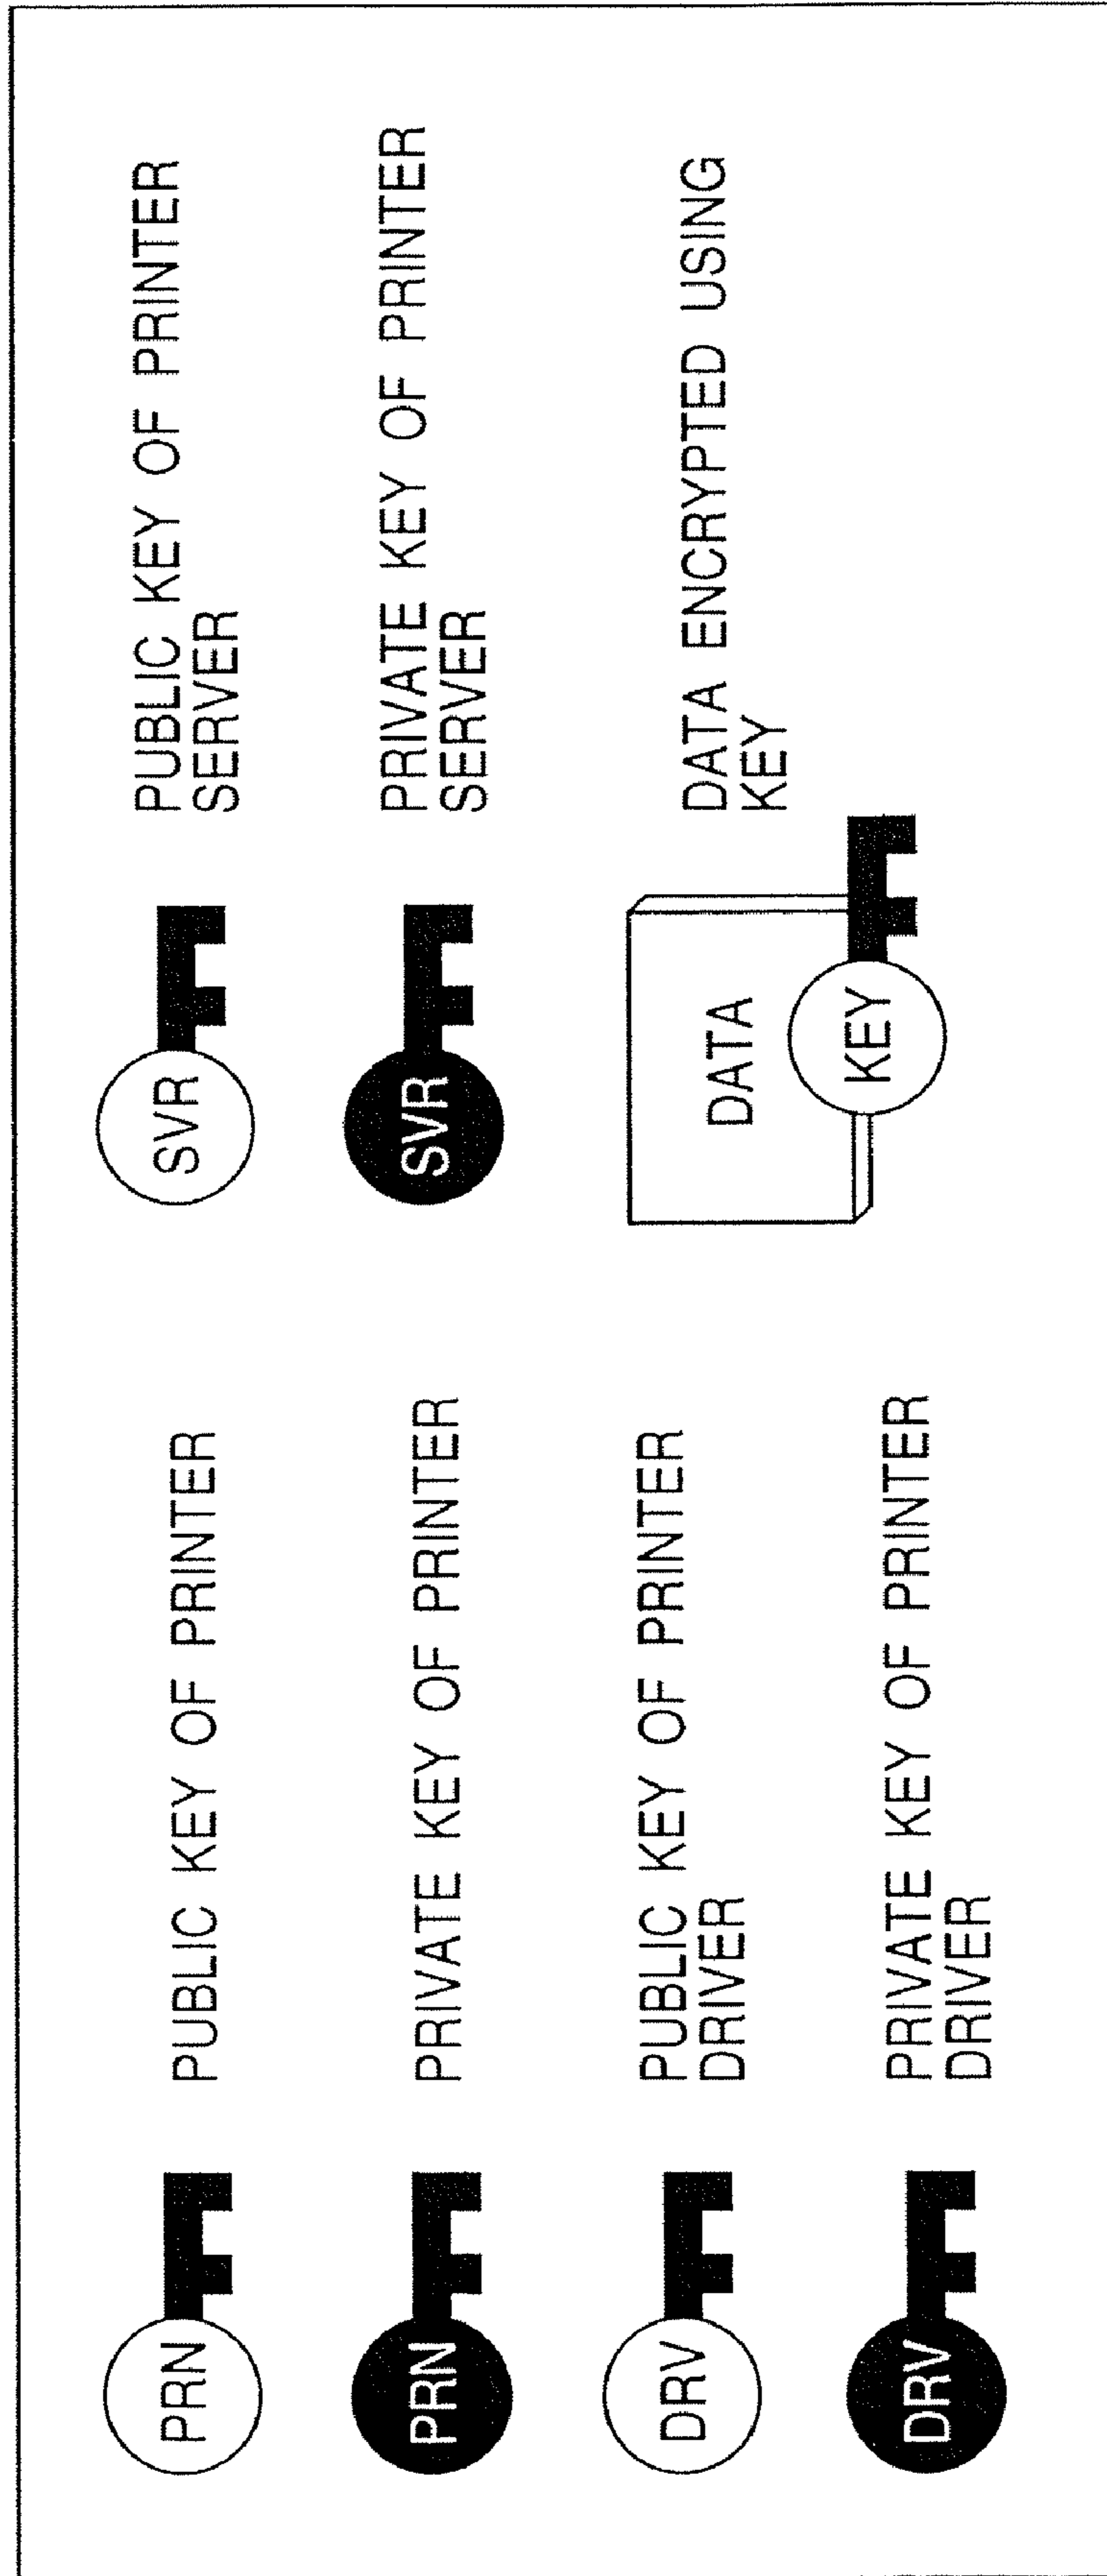 PRN
PUBLIC KEY OF PRINTER
PRN
PRIVATE KEY OF PRINTER
DRV
PUBLIC KEY OF PRINTER
DRIVER
DRV
PRIVATE KEY OF PRINTER
DRIVER
SVR
PUBLIC KEY OF PRINTER
SERVER
SVR
PRIVATE KEY OF PRINTER
SERVER
DATA
KEY
DATA ENCRYPTED USING
KEY